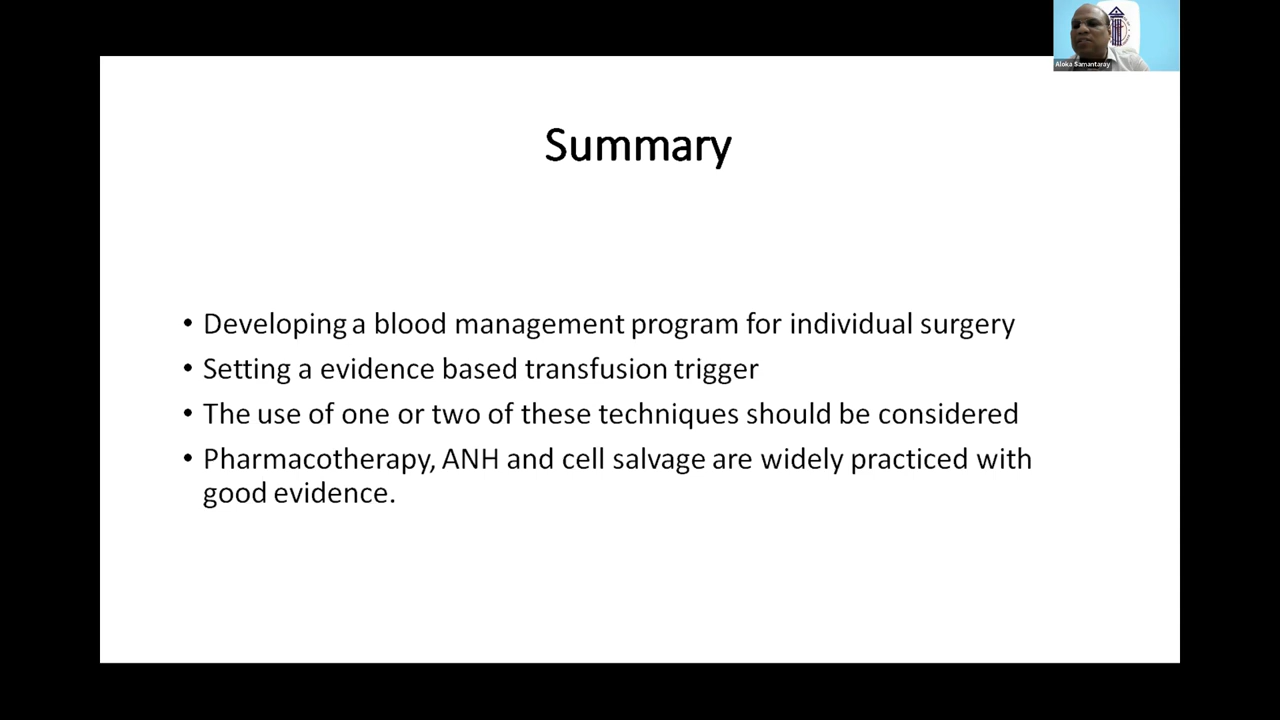 Aloka Samantaray
Summary
• Developing a blood management program for individual surgery
• Setting a evidence based transfusion trigger
• The use of one or two of these techniques should be considered
• Pharmacotherapy, ANH and cell salvage are widely practiced with
good evidence.